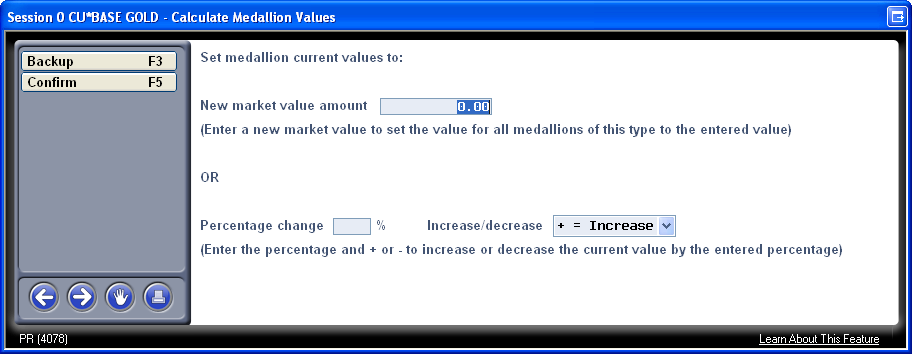 Session 0 CU*BASE GOLD - Calculate Medallion Values
Backup F3
Confirm F5
Set medallion current values to:
New market value amount 0.00
(Enter a new market value to set the value for all medallions of this type to the entered value)
OR
Percentage change % Increase/decrease + = Increase
(Enter the percentage and + or - to increase or decrease the current value by the entered percentage)
PR (4078) Learn About This Feature